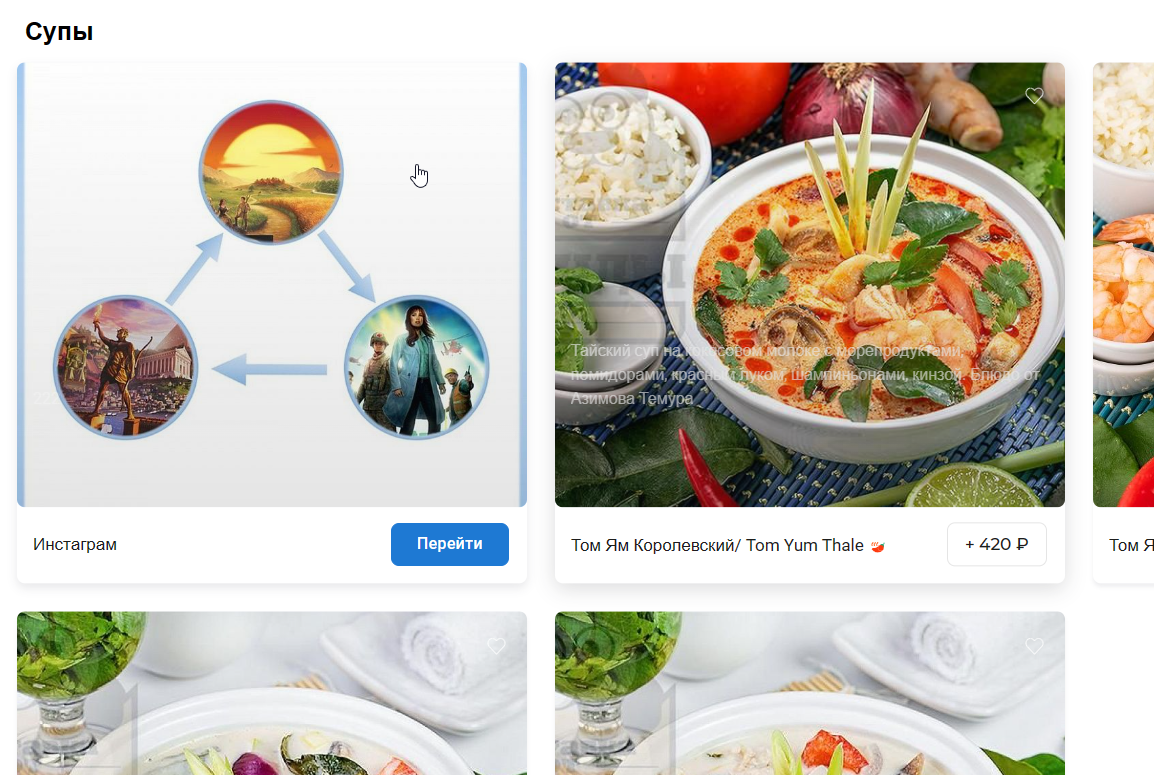 Супы
Тайский суп на кокосовом молоке с морепродуктами,
помидорами, красным луком, шампиньонами, кинзой. Блюдо от
Азимова Темура
Инстаграм
Перейти
Том Ям Королевский/ Tom Yum Thale
+ 420 ₽
Том Я